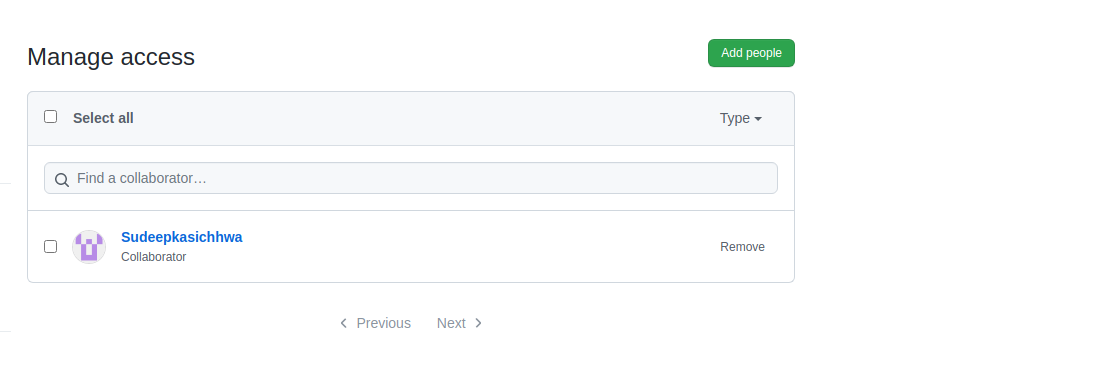 Manage access
Add people
Select all
Type
Find a collaborator…
Sudeepkasichhwa
Collaborator
Remove
Previous Next